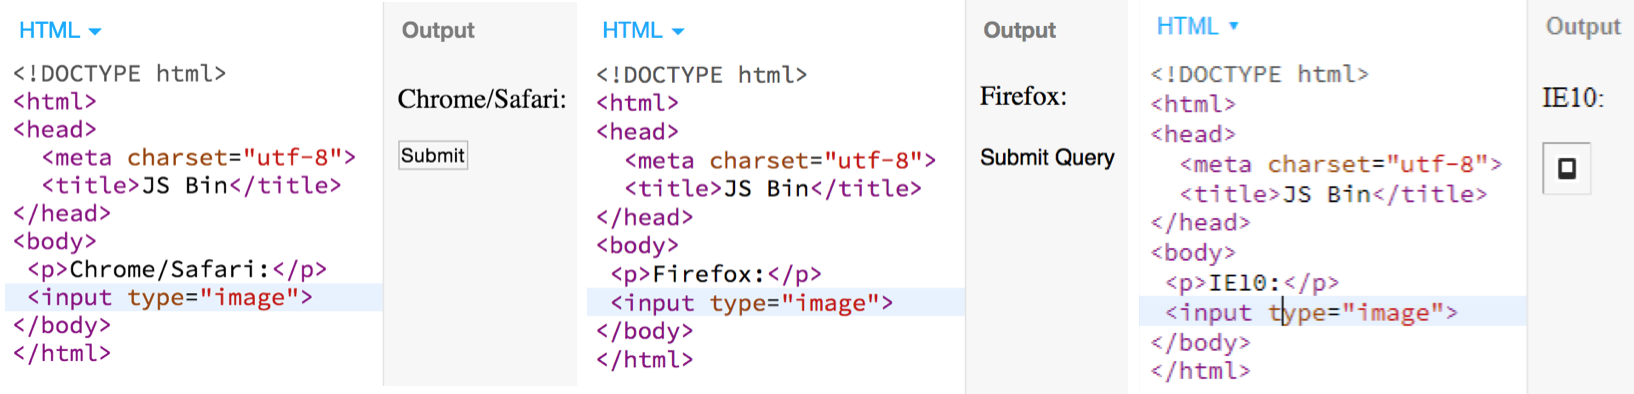 HTML
Output
<!DOCTYPE html>
<html>
<head>
  <meta charset="utf-8">
  <title>JS Bin</title>
</head>
<body>
 <p>Chrome/Safari:</p>
 <input type="image">
</body>
</html>
Chrome/Safari:
Submit
HTML
Output
<!DOCTYPE html>
<html>
<head>
  <meta charset="utf-8">
  <title>JS Bin</title>
</head>
<body>
 <p>Firefox:</p>
 <input type="image">
</body>
</html>
Firefox:
Submit Query
HTML
Output
<!DOCTYPE html>
<html>
<head>
  <meta charset="utf-8">
  <title>JS Bin</title>
</head>
<body>
 <p>IE10:</p>
 <input type="image">
</body>
</html>
IE10: